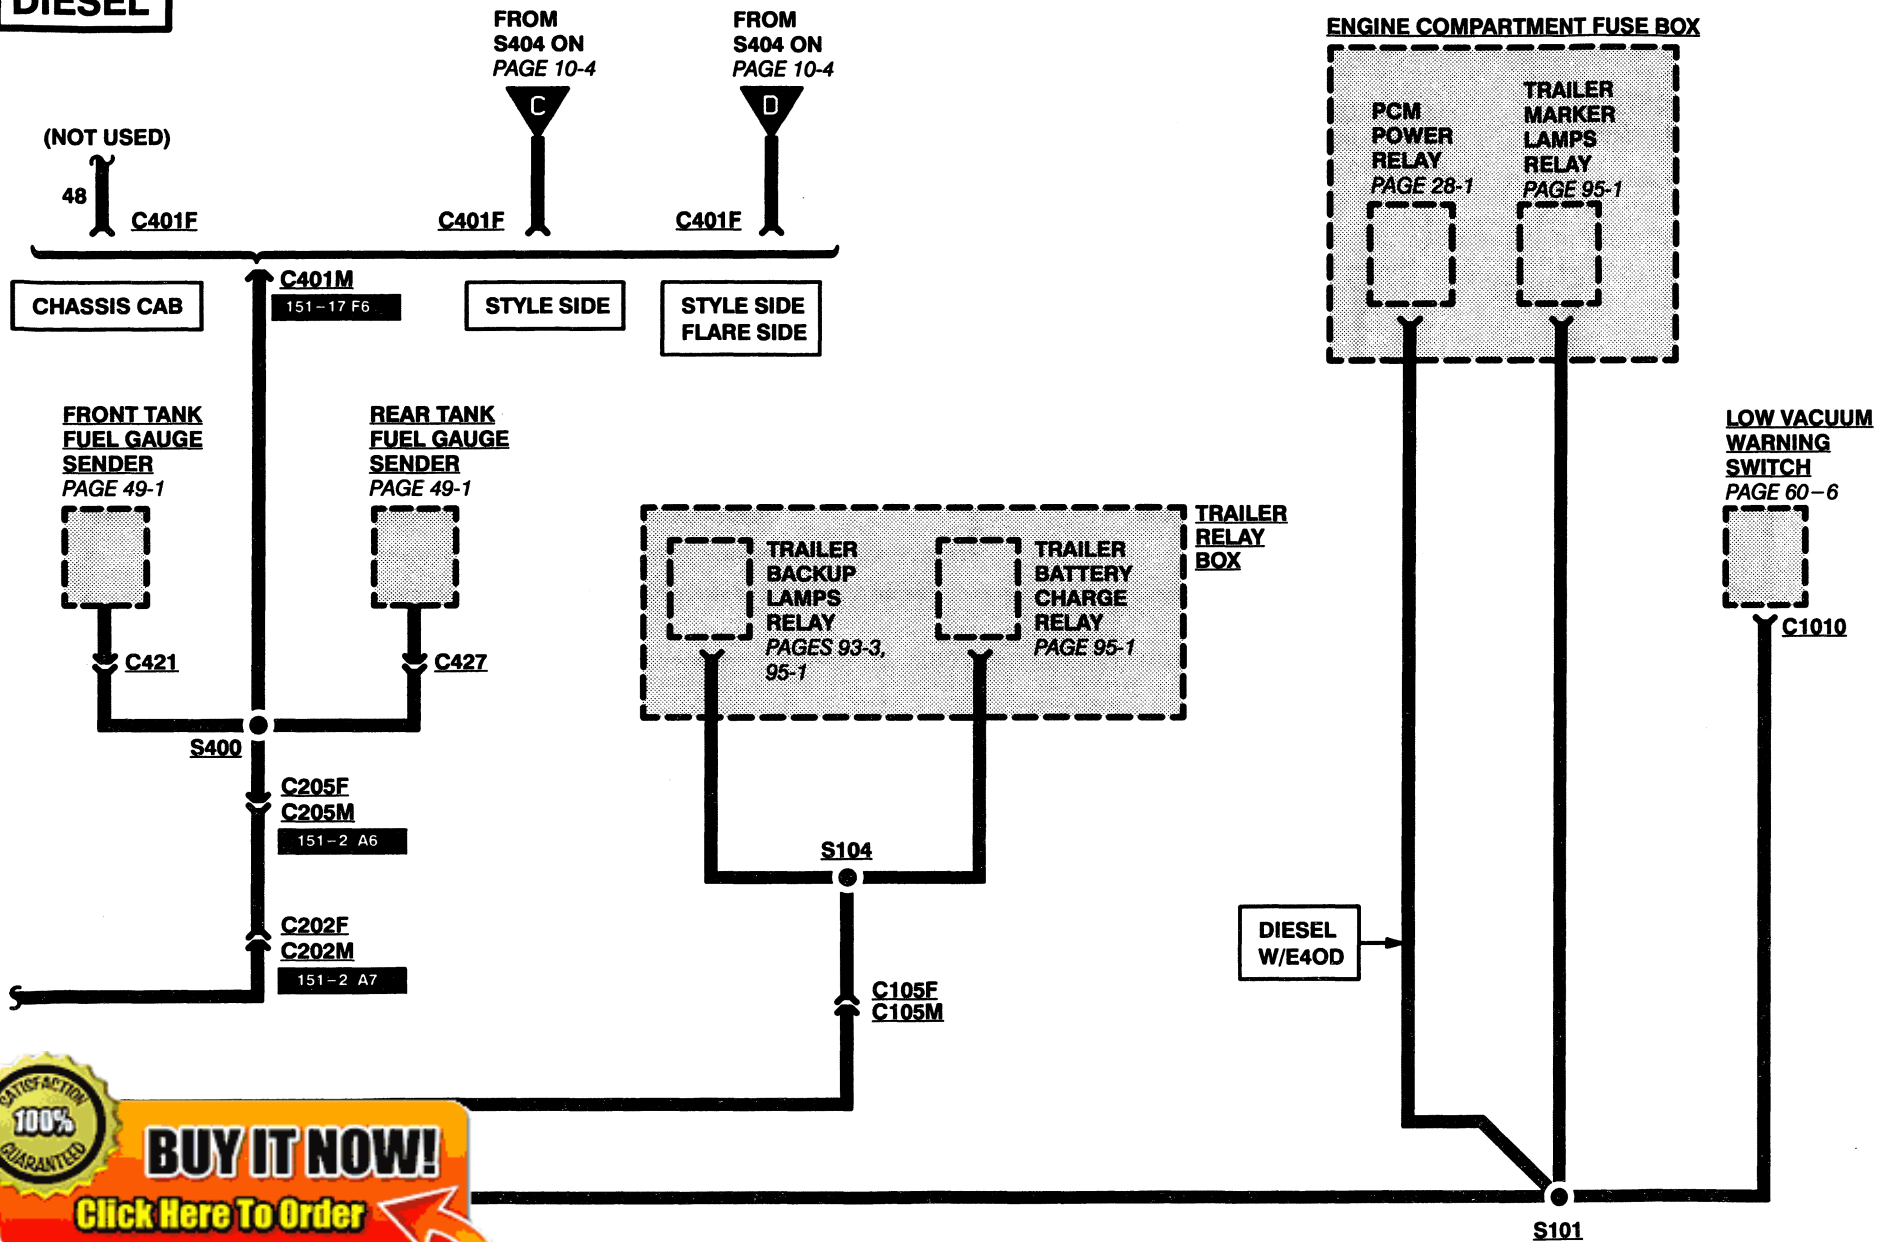 DIESEL
FROM
S404 ON
PAGE 10-4
C
FROM
S404 ON
PAGE 10-4
D
(NOT USED)
48
C401F
C401F
C401F
C401M
151-17 F6
CHASSIS CAB
STYLE SIDE
STYLE SIDE
FLARE SIDE
ENGINE COMPARTMENT FUSE BOX
PCM
POWER
RELAY
PAGE 28-1
TRAILER
MARKER
LAMPS
RELAY
PAGE 95-1
FRONT TANK
FUEL GAUGE
SENDER
PAGE 49-1
REAR TANK
FUEL GAUGE
SENDER
PAGE 49-1
LOW VACUUM
WARNING
SWITCH
PAGE 60-6
C1010
TRAILER
RELAY
BOX
TRAILER
BACKUP
LAMPS
RELAY
PAGES 93-3,
95-1
TRAILER
BATTERY
CHARGE
RELAY
PAGE 95-1
C421
C427
S400
C205F
C205M
151-2 A6
C202F
C202M
151-2 A7
S104
C105F
C105M
DIESEL
W/E4OD
SATISFACTION
100%
GUARANTEED
BUY IT NOW!
Click Here To Order
S101